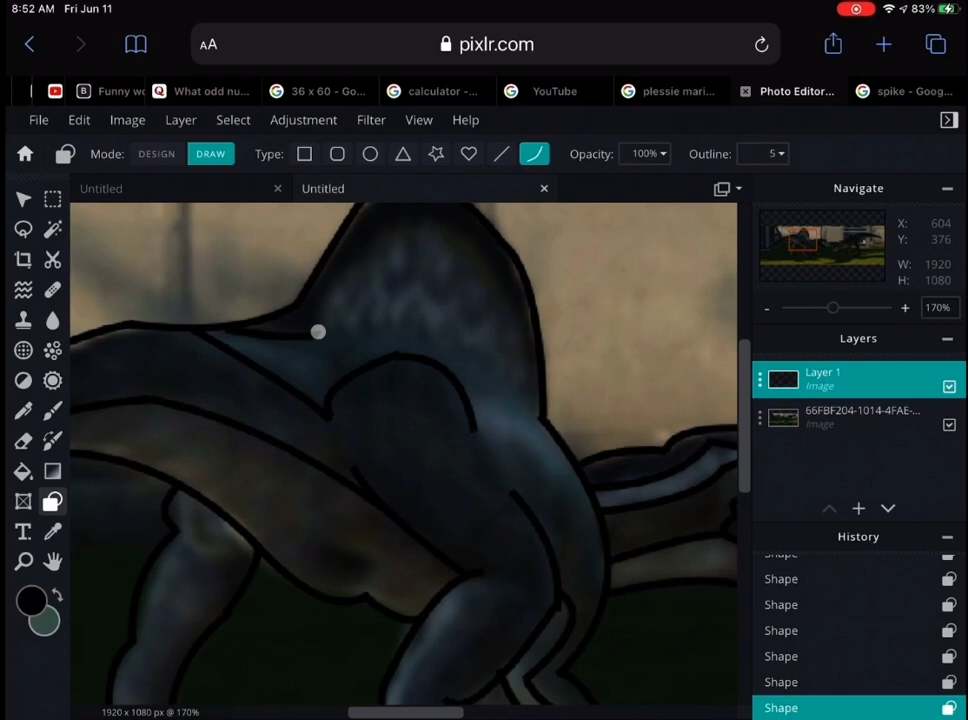 8:52 AM Fri Jun 11 83%
AA pixlr.com
B Funny wo Q What odd nu... G 36 x 60 - Go... G calculator -... G YouTube G plessie mari... Photo Editor... G spike - Goog...
File Edit Image Layer Select Adjustment Filter View Help
Mode: DESIGN DRAW Type: Opacity: 100% Outline: 5
Untitled Untitled
Navigate
X: 604
Y: 376
W: 1920
H: 1080
- + 170%
Layers
Layer 1
Image
66FBF204-1014-4FAE-...
Image
History
Shape
Shape
Shape
Shape
Shape
Shape
Shape
T
1920 x 1080 px @ 170%